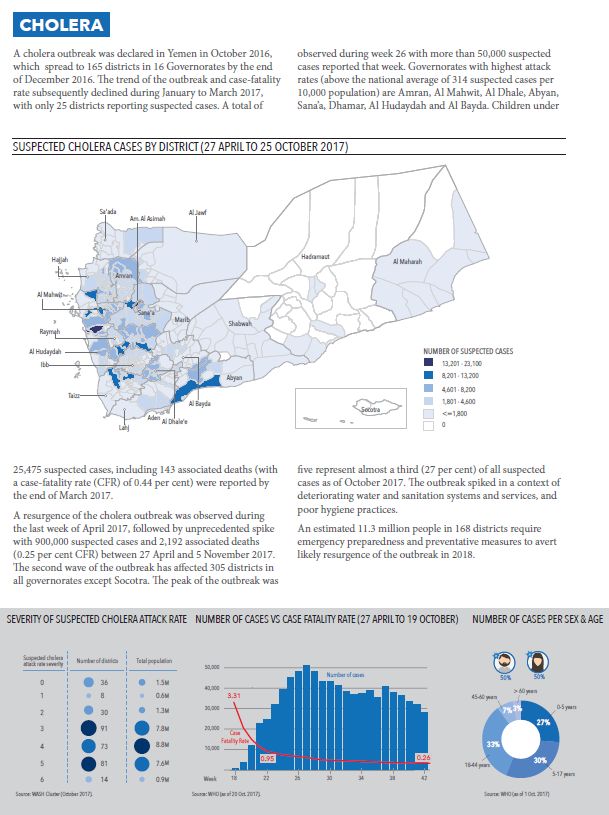 CHOLERA
A cholera outbreak was declared in Yemen in October 2016,
which spread to 165 districts in 16 Governorates by the end
of December 2016. The trend of the outbreak and case-fatality
rate subsequently declined during January to March 2017,
with only 25 districts reporting suspected cases. A total of
observed during week 26 with more than 50,000 suspected
cases reported that week. Governorates with highest attack
rates (above the national average of 314 suspected cases per
10,000 population) are Amran, Al Mahwit, Al Dhale, Abyan,
Sana'a, Dhamar, Al Hudaydah and Al Bayda. Children under
SUSPECTED CHOLERA CASES BY DISTRICT (27 APRIL TO 25 OCTOBER 2017)
Sa'ada
Am. Al Asimah
Al Jawf
Hajjah
Amran
Hadramaut
Al Maharah
Al Mahwit
Sana'a
Marib
Shabwah
Raymah
Al Hudaydah
Ibb
Abyan
Taizz
Al Bayda
Aden
Al Dhale'e
Lahj
Socotra
NUMBER OF SUSPECTED CASES
13,201 - 23,100
8,201 - 13,200
4,601 - 8,200
1,801 - 4,600
<=1,800
0
25,475 suspected cases, including 143 associated deaths (with
a case-fatality rate (CFR) of 0.44 per cent) were reported by
the end of March 2017.
A resurgence of the cholera outbreak was observed during
the last week of April 2017, followed by unprecedented spike
with 900,000 suspected cases and 2,192 associated deaths
(0.25 per cent CFR) between 27 April and 5 November 2017.
The second wave of the outbreak has affected 305 districts in
all governorates except Socotra. The peak of the outbreak was
five represent almost a third (27 per cent) of all suspected
cases as of October 2017. The outbreak spiked in a context of
deteriorating water and sanitation systems and services, and
poor hygiene practices.
An estimated 11.3 million people in 168 districts require
emergency preparedness and preventative measures to avert
likely resurgence of the outbreak in 2018.
SEVERITY OF SUSPECTED CHOLERA ATTACK RATE
Suspected cholera
attack rate severity
Number of districts
Total population
0 36 1.5M
1 8 0.6M
2 30 1.3M
3 91 7.8M
4 73 8.8M
5 81 7.6M
6 14 0.9M
Source: WASH Cluster (October 2017).
NUMBER OF CASES VS CASE FATALITY RATE (27 APRIL TO 19 OCTOBER)
50,000
40,000
30,000
20,000
10,000
Number of cases
3.31
Case
Fatality Rate
0.95
0.26
Week 18 22 26 30 34 38 42
Source: WHO (as of 20 Oct. 2017).
NUMBER OF CASES PER SEX & AGE
50%
50%
> 60 years
45-60 years
0-5 years
7%
3%
27%
33%
30%
18-44 years
5-17 years
Source: WHO (as of 1 Oct. 2017)